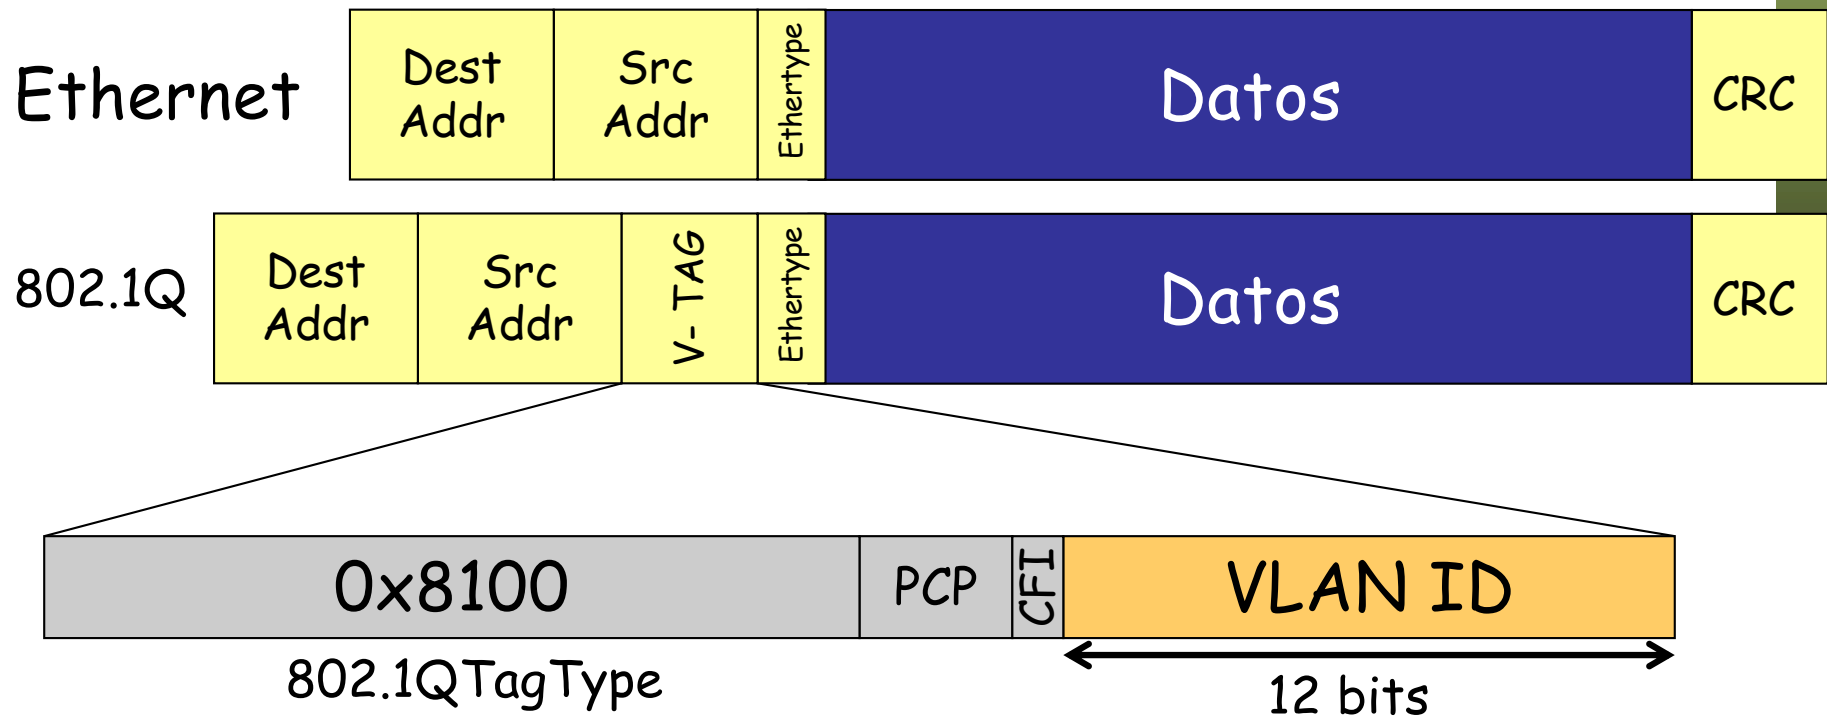 Ethernet
Dest
Addr
Src
Addr
Ethertype
Datos
CRC
802.1Q
Dest
Addr
Src
Addr
V- TAG
Ethertype
Datos
CRC
0x8100
PCP
CFI
VLAN ID
802.1QTagType
12 bits